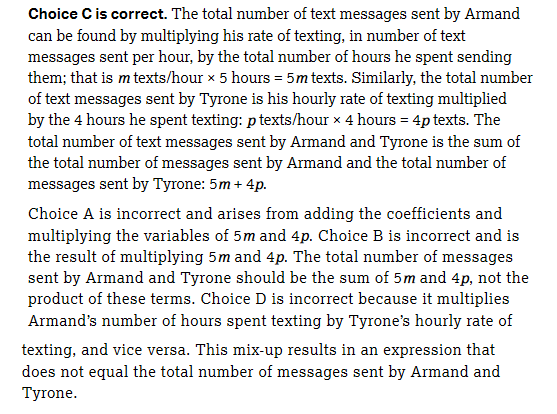 Choice C is correct. The total number of text messages sent by Armand
can be found by multiplying his rate of texting, in number of text
messages sent per hour, by the total number of hours he spent sending
them; that is m texts/hour × 5 hours = 5m texts. Similarly, the total number
of text messages sent by Tyrone is his hourly rate of texting multiplied
by the 4 hours he spent texting: p texts/hour × 4 hours = 4p texts. The
total number of text messages sent by Armand and Tyrone is the sum of
the total number of messages sent by Armand and the total number of
messages sent by Tyrone: 5m + 4p.
Choice A is incorrect and arises from adding the coefficients and
multiplying the variables of 5m and 4p. Choice B is incorrect and is
the result of multiplying 5m and 4p. The total number of messages
sent by Armand and Tyrone should be the sum of 5m and 4p, not the
product of these terms. Choice D is incorrect because it multiplies
Armand's number of hours spent texting by Tyrone's hourly rate of
texting, and vice versa. This mix-up results in an expression that
does not equal the total number of messages sent by Armand and
Tyrone.